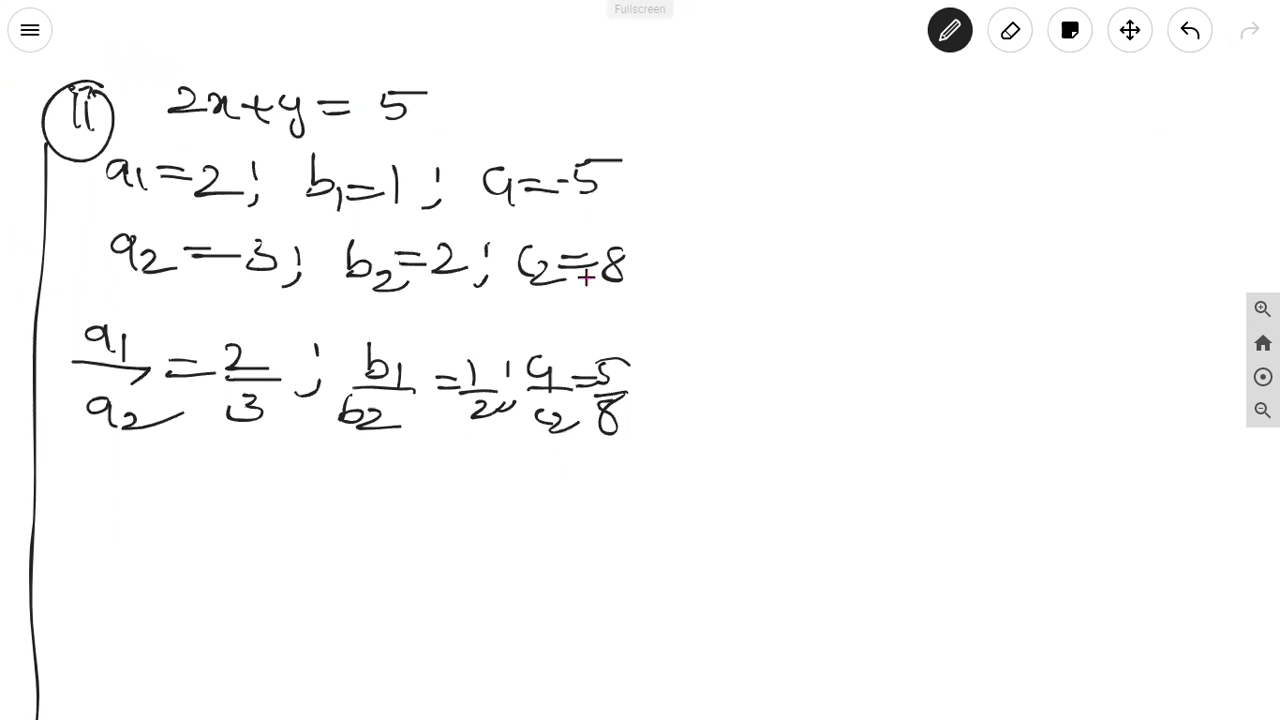 Fullscreen
II 2x+y = 5
a1 = 2 ; b1 = 1 ; c1 = -5
a2 = 3 ; b2 = 2 ; c2 = 8
a1/a2 = 2/3 ; b1/b2 = 1/2 ; c1/c2 = 5/8